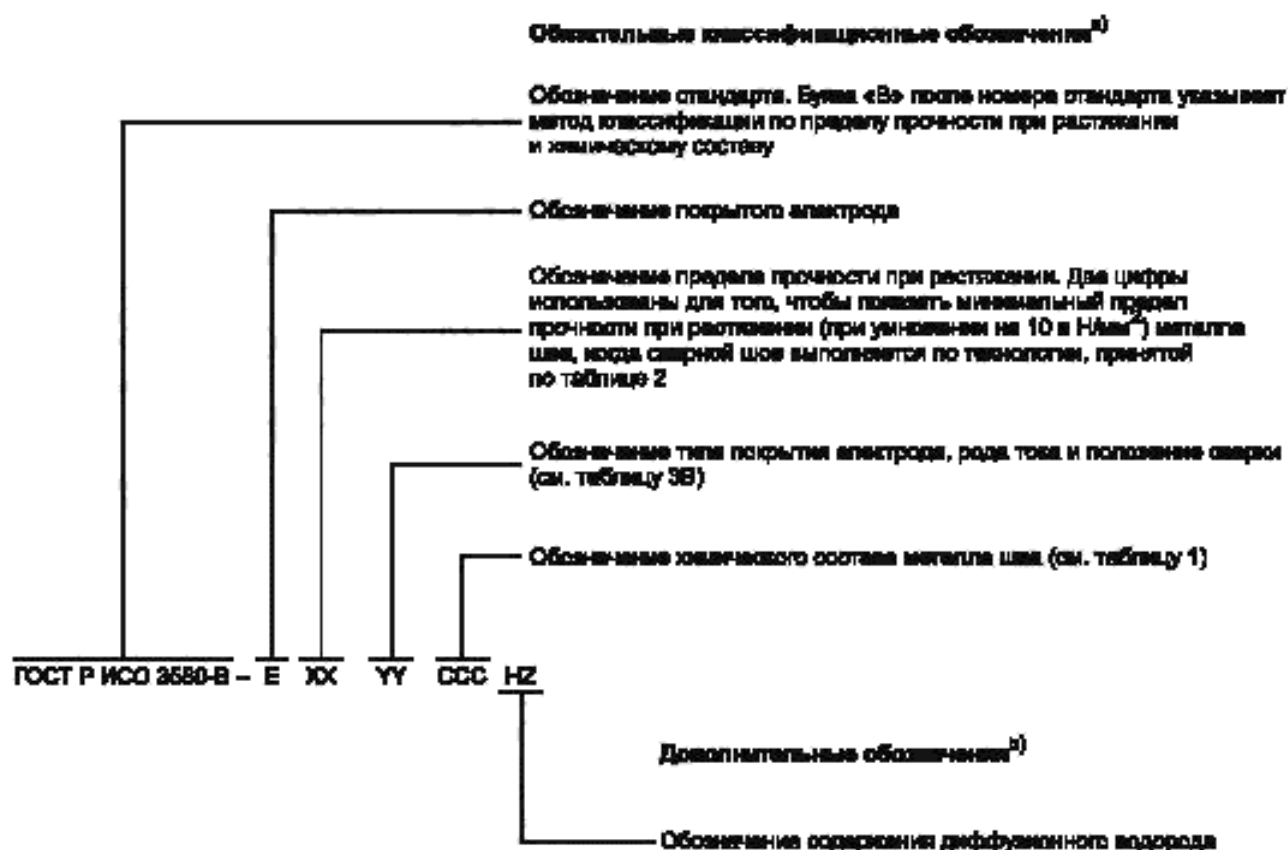 Обязательные классификационные обозначения a)
Обозначение стандарта. Буква «В» после номера стандарта указывает
метод классификации по пределу прочности при растяжении
и химическому составу
Обозначение покрытого электрода
Обозначение предела прочности при растяжении. Две цифры
использованы для того, чтобы показать минимальный предел
прочности при растяжении (при умножении на 10 в Н/мм2) металла
шва, когда сварной шов выполняется по технологии, принятой
по таблице 2
Обозначение типа покрытия электрода, рода тока и положение сварки
(см. таблицу 3В)
Обозначение химического состава металла шва (см. таблицу 1)
ГОСТ Р ИСО 3580-В – E XX YY CCC HZ
Дополнительные обозначения b)
Обозначение содержания диффузионного водорода